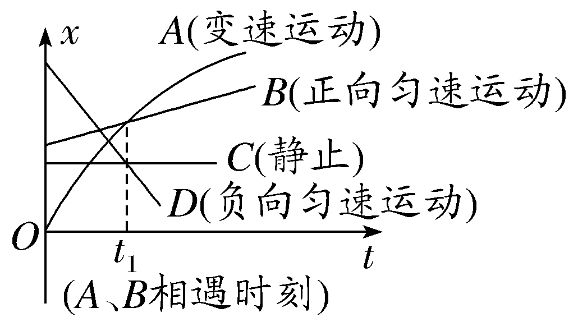 x
A(变速运动)
B(正向匀速运动)
C(静止)
D(负向匀速运动)
O
t₁
t
(A、B相遇时刻)